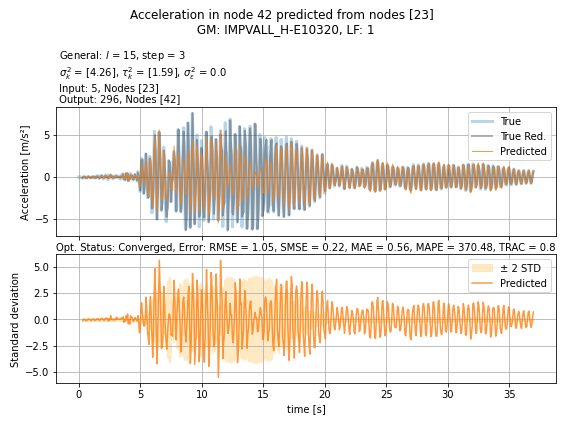 Acceleration in node 42 predicted from nodes [23]
GM: IMPVALL_H-E10320, LF: 1
General: l = 15, step = 3
σ²ₖ = [4.26], τ²ₖ = [1.59], σ²ₑ = 0.0
Input: 5, Nodes [23]
Output: 296, Nodes [42]
Acceleration [m/s²]
5
0
−5
True
True Red.
Predicted
Opt. Status: Converged, Error: RMSE = 1.05, SMSE = 0.22, MAE = 0.56, MAPE = 370.48, TRAC = 0.8
Standard deviation
5.0
2.5
0.0
−2.5
−5.0
± 2 STD
Predicted
0 5 10 15 20 25 30 35
time [s]